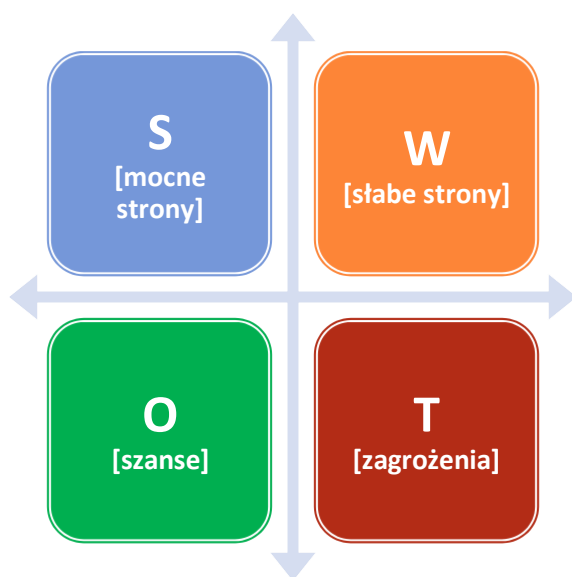 S
[mocne
strony]
W
[słabe strony]
O
[szanse]
T
[zagrożenia]